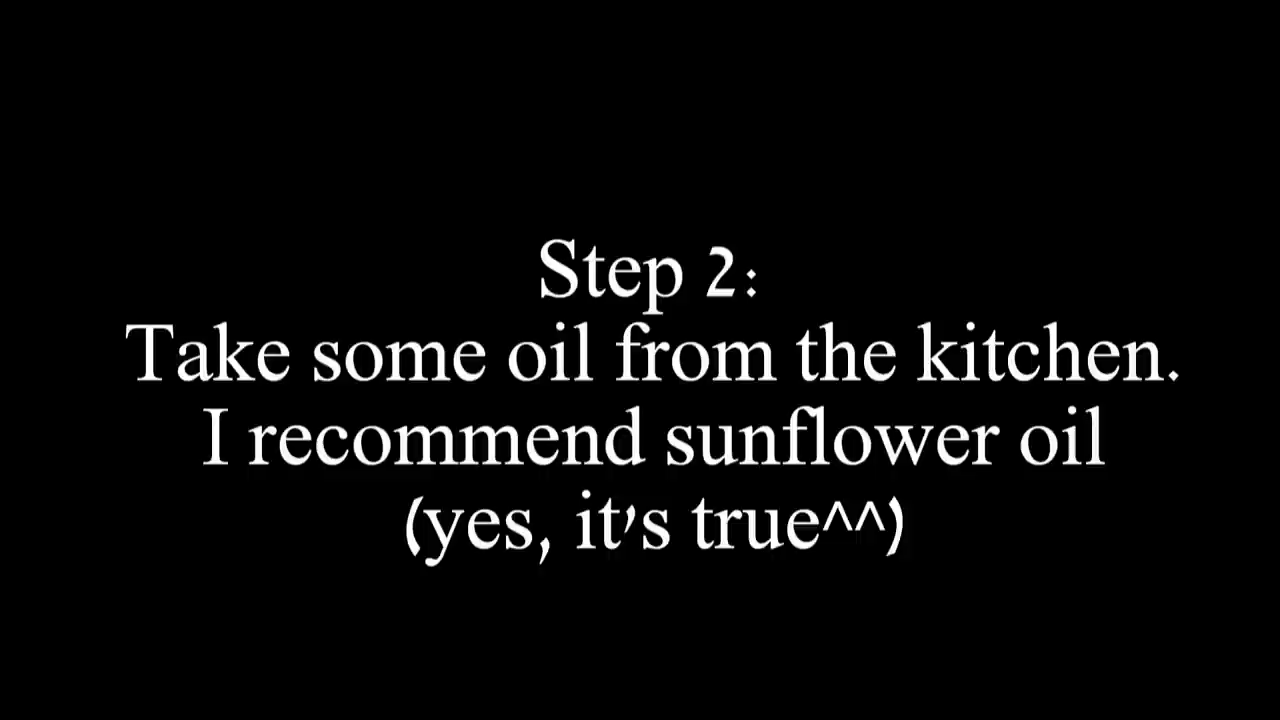 Step 2:
Take some oil from the kitchen.
I recommend sunflower oil
(yes, it's true^^)